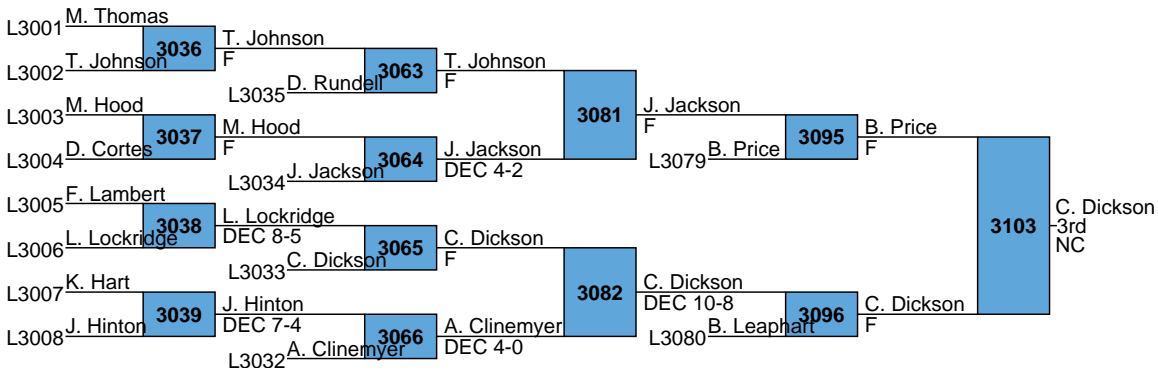 L3001 M. Thomas
3036
L3002 T. Johnson
T. Johnson
F
3063
L3035 D. Rundell
T. Johnson
F
L3003 M. Hood
3037
L3004 D. Cortes
M. Hood
F
3064
L3034 J. Jackson
J. Jackson
DEC 4-2
3081
J. Jackson
F
3095
L3079 B. Price
B. Price
F
L3005 F. Lambert
3038
L3006 L. Lockridge
L. Lockridge
DEC 8-5
3065
L3033 C. Dickson
C. Dickson
F
L3007 K. Hart
3039
L3008 J. Hinton
J. Hinton
DEC 7-4
3066
L3032 A. Clinemyer
A. Clinemyer
DEC 4-0
3082
C. Dickson
DEC 10-8
3096
L3080 B. Leaphart
C. Dickson
F
3103
C. Dickson
3rd
NC